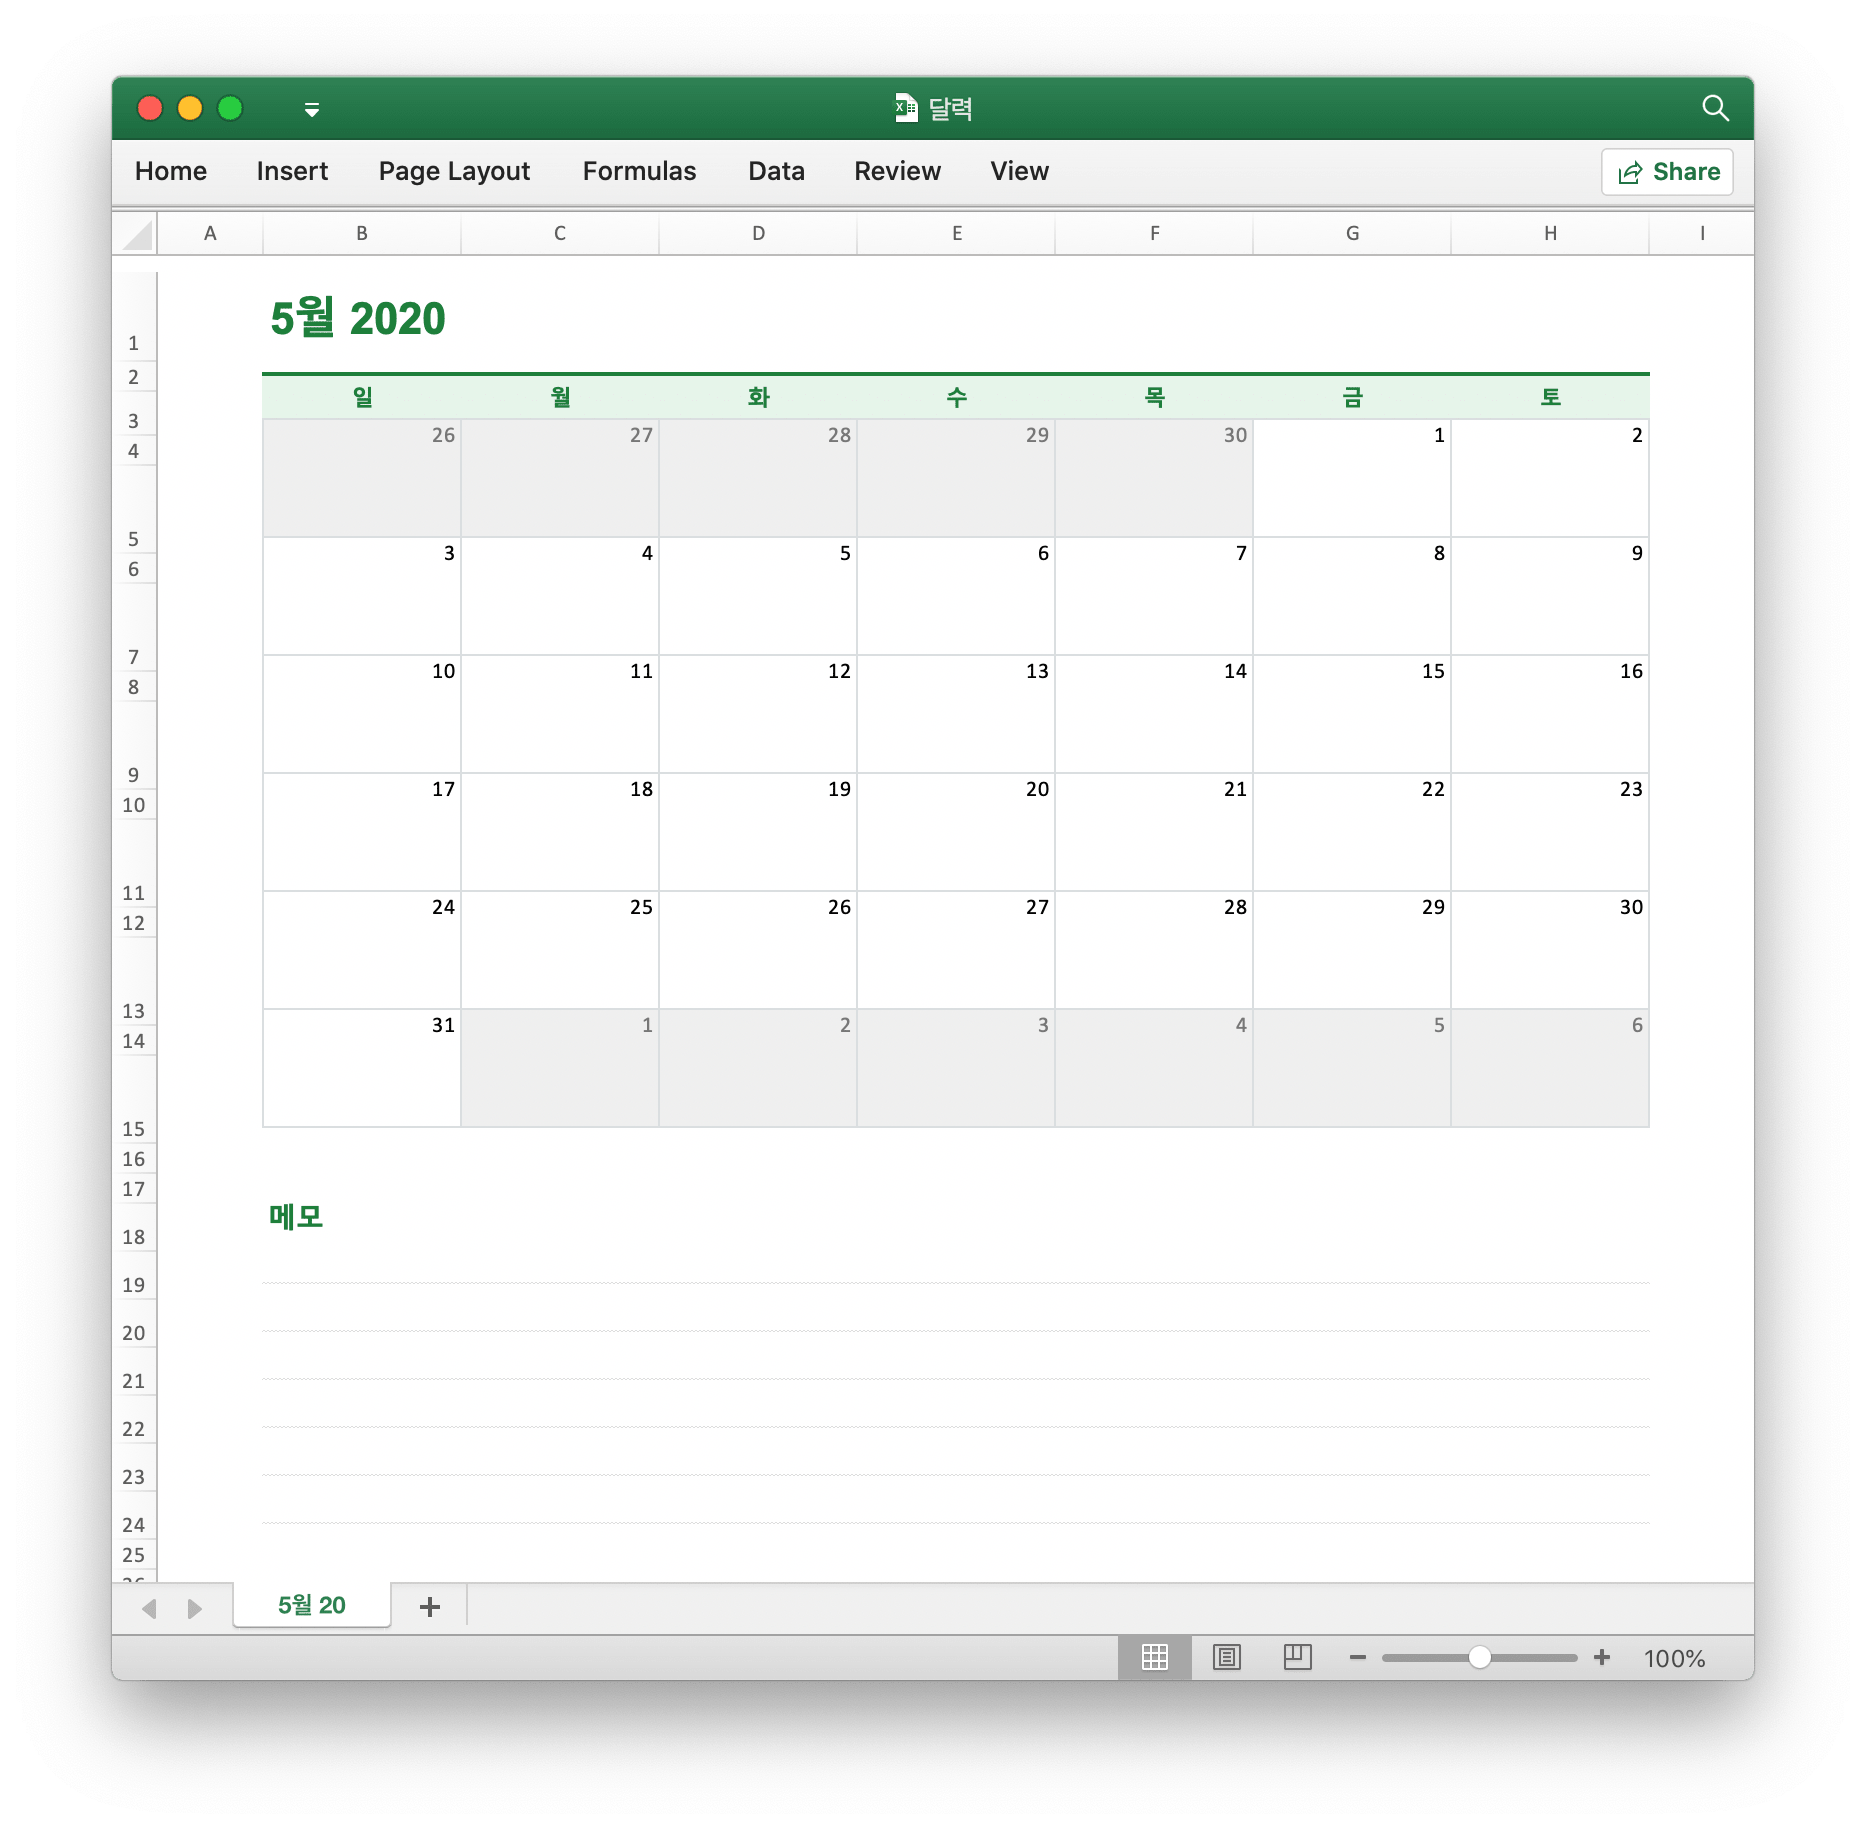 달력
Home Insert Page Layout Formulas Data Review View Share
A B C D E F G H I
5월 2020
1
2
일 월 화 수 목 금 토
3
26 27 28 29 30 1 2
4
5
3 4 5 6 7 8 9
6
7
10 11 12 13 14 15 16
8
9
17 18 19 20 21 22 23
10
11
24 25 26 27 28 29 30
12
13
31 1 2 3 4 5 6
14
15
16
17
메모
18
19
20
21
22
23
24
25
5월 20
100%